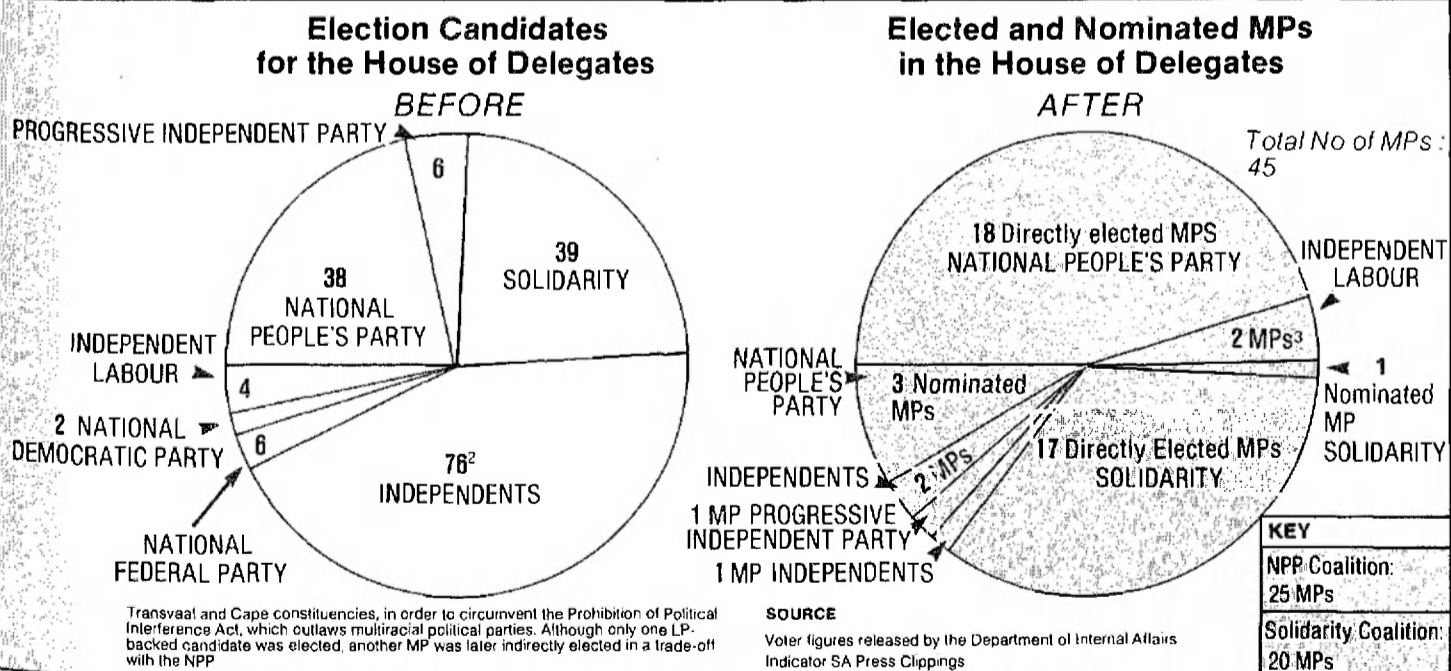 Election Candidates
for the House of Delegates
BEFORE
PROGRESSIVE INDEPENDENT PARTY
6
39
SOLIDARITY
38
NATIONAL
PEOPLE'S PARTY
INDEPENDENT
LABOUR
4
2 NATIONAL
DEMOCRATIC PARTY
6
76²
INDEPENDENTS
NATIONAL
FEDERAL PARTY
Transvaal and Cape constituencies, in order to circumvent the Prohibition of Political
Interference Act, which outlaws multiracial political parties. Although only one LP-
backed candidate was elected, another MP was later indirectly elected in a trade-off
with the NPP
Elected and Nominated MPs
in the House of Delegates
AFTER
Total No of MPs :
45
18 Directly elected MPS
NATIONAL PEOPLE'S PARTY
INDEPENDENT
LABOUR
2 MPs³
NATIONAL
PEOPLE'S
PARTY
3 Nominated
MPs
1
Nominated
MP
SOLIDARITY
17 Directly Elected MPs
SOLIDARITY
INDEPENDENTS
2 MPs
1 MP PROGRESSIVE
INDEPENDENT PARTY
1 MP INDEPENDENTS
SOURCE
Voter figures released by the Department of Internal Affairs
Indicator SA Press Clippings
KEY
NPP Coalition:
25 MPs
Solidarity Coalition:
20 MPs